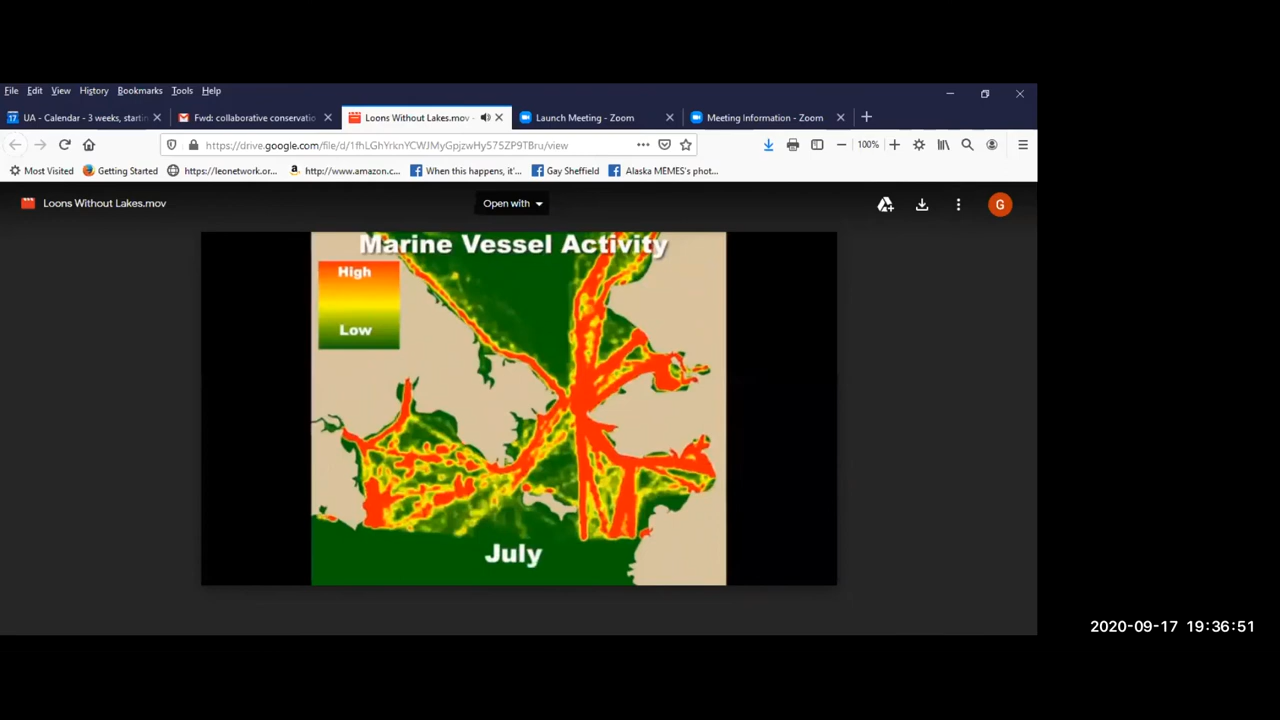 File Edit View History Bookmarks Tools Help
17 UA - Calendar - 3 weeks, startin
Fwd: collaborative conservatio
Loons Without Lakes.mov -
Launch Meeting - Zoom
Meeting Information - Zoom
https://drive.google.com/file/d/1fhLGhYrknYCWJMyGpjzwHyS75ZP9TBru/view
100%
Most Visited
Getting Started
https://leonetwork.or...
http://www.amazon.c...
When this happens, it'...
Gay Sheffield
Alaska MEMES's phot...
Loons Without Lakes.mov
Open with
G
Marine Vessel Activity
High
Low
July
2020-09-17 19:36:51